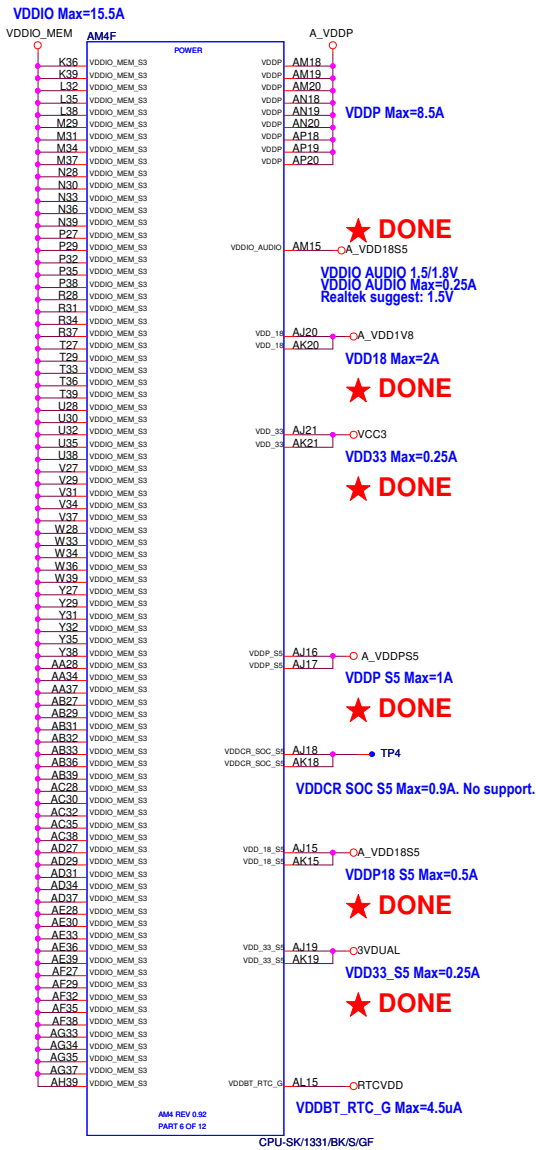 VDDIO Max=15.5A
VDDIO_MEM
AM4F
A_VDDP
POWER
K36 VDDIO_MEM_S3 VDDP AM18
K39 VDDIO_MEM_S3 VDDP AM19
L32 VDDIO_MEM_S3 VDDP AM20
L35 VDDIO_MEM_S3 VDDP AN18
L38 VDDIO_MEM_S3 VDDP AN19 VDDP Max=8.5A
M29 VDDIO_MEM_S3 VDDP AN20
M31 VDDIO_MEM_S3 VDDP AP18
M34 VDDIO_MEM_S3 VDDP AP19
M37 VDDIO_MEM_S3 VDDP AP20
N28 VDDIO_MEM_S3
N30 VDDIO_MEM_S3
N33 VDDIO_MEM_S3
N36 VDDIO_MEM_S3
N39 VDDIO_MEM_S3
P27 VDDIO_MEM_S3 DONE
P29 VDDIO_MEM_S3 VDDIO_AUDIO AM15 A_VDD18S5
P32 VDDIO_MEM_S3
P35 VDDIO_MEM_S3 VDDIO AUDIO 1.5/1.8V
P38 VDDIO_MEM_S3 VDDIO AUDIO Max=0.25A
R28 VDDIO_MEM_S3 Realtek suggest: 1.5V
R31 VDDIO_MEM_S3
R34 VDDIO_MEM_S3
R37 VDDIO_MEM_S3 VDD_18 AJ20 A_VDD1V8
T27 VDDIO_MEM_S3 VDD_18 AK20
T29 VDDIO_MEM_S3 VDD18 Max=2A
T33 VDDIO_MEM_S3
T36 VDDIO_MEM_S3 DONE
T39 VDDIO_MEM_S3
U28 VDDIO_MEM_S3
U30 VDDIO_MEM_S3
U32 VDDIO_MEM_S3 VDD_33 AJ21 VCC3
U35 VDDIO_MEM_S3 VDD_33 AK21
U38 VDDIO_MEM_S3 VDD33 Max=0.25A
V27 VDDIO_MEM_S3
V29 VDDIO_MEM_S3 DONE
V31 VDDIO_MEM_S3
V34 VDDIO_MEM_S3
V37 VDDIO_MEM_S3
W28 VDDIO_MEM_S3
W33 VDDIO_MEM_S3
W34 VDDIO_MEM_S3
W36 VDDIO_MEM_S3
W39 VDDIO_MEM_S3
Y27 VDDIO_MEM_S3
Y29 VDDIO_MEM_S3
Y31 VDDIO_MEM_S3
Y32 VDDIO_MEM_S3
Y35 VDDIO_MEM_S3
Y38 VDDIO_MEM_S3 VDDP_S5 AJ16 A_VDDPS5
AA28 VDDIO_MEM_S3 VDDP_S5 AJ17
AA34 VDDIO_MEM_S3 VDDP S5 Max=1A
AA37 VDDIO_MEM_S3
AB27 VDDIO_MEM_S3 DONE
AB29 VDDIO_MEM_S3
AB31 VDDIO_MEM_S3
AB32 VDDIO_MEM_S3
AB33 VDDIO_MEM_S3 VDDCR_SOC_S5 AJ18 TP4
AB36 VDDIO_MEM_S3 VDDCR_SOC_S5 AK18
AB39 VDDIO_MEM_S3
AC28 VDDIO_MEM_S3 VDDCR SOC S5 Max=0.9A. No support.
AC30 VDDIO_MEM_S3
AC32 VDDIO_MEM_S3
AC35 VDDIO_MEM_S3
AC38 VDDIO_MEM_S3
AD27 VDDIO_MEM_S3 VDD_18_S5 AJ15 A_VDD18S5
AD29 VDDIO_MEM_S3 VDD_18_S5 AK15
AD31 VDDIO_MEM_S3 VDDP18 S5 Max=0.5A
AD34 VDDIO_MEM_S3
AD37 VDDIO_MEM_S3 DONE
AE28 VDDIO_MEM_S3
AE30 VDDIO_MEM_S3
AE33 VDDIO_MEM_S3
AE36 VDDIO_MEM_S3 VDD_33_S5 AJ19 3VDUAL
AE39 VDDIO_MEM_S3 VDD_33_S5 AK19
AF27 VDDIO_MEM_S3 VDD33_S5 Max=0.25A
AF29 VDDIO_MEM_S3
AF32 VDDIO_MEM_S3 DONE
AF35 VDDIO_MEM_S3
AF38 VDDIO_MEM_S3
AG33 VDDIO_MEM_S3
AG34 VDDIO_MEM_S3
AG35 VDDIO_MEM_S3
AG37 VDDIO_MEM_S3
AH39 VDDIO_MEM_S3 VDDBT_RTC_G AL15 RTCVDD
VDDBT_RTC_G Max=4.5uA
AM4 REV 0.92
PART 6 OF 12
CPU-SK/1331/BK/S/GF